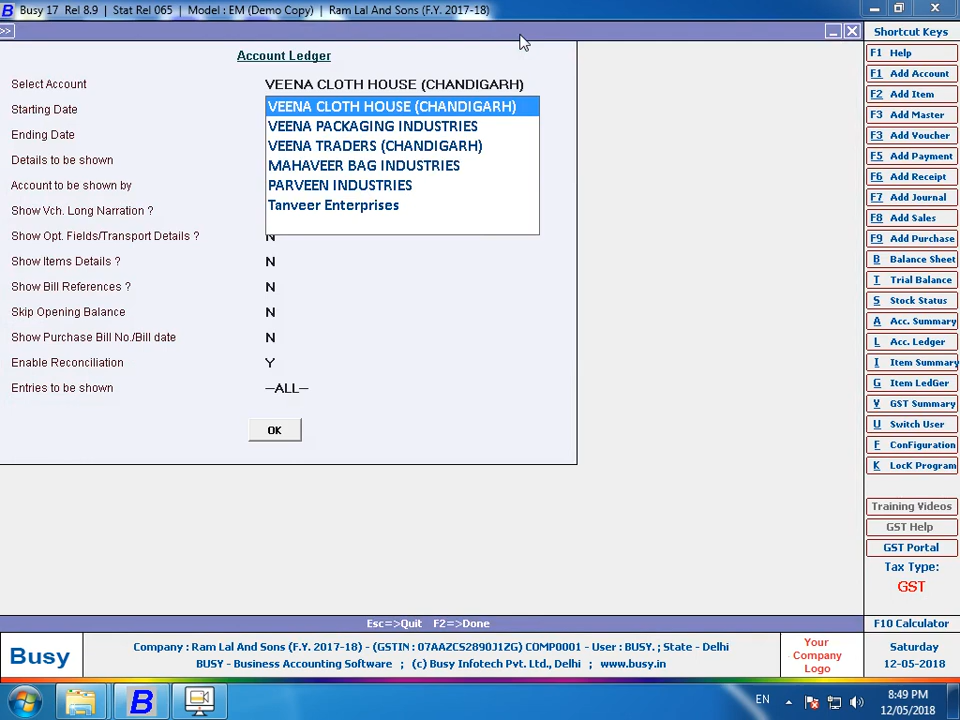 Busy 17 Rel 8.9 | Stat Rel 065 | Model : EM (Demo Copy) | Ram Lal And Sons (F.Y. 2017-18)
>>
Account Ledger
Select Account VEENA CLOTH HOUSE (CHANDIGARH)
Starting Date
Ending Date
Details to be shown
Account to be shown by
Show Vch. Long Narration ?
Show Opt. Fields/Transport Details ? N
Show Items Details ? N
Show Bill References ? N
Skip Opening Balance N
Show Purchase Bill No./Bill date N
Enable Reconciliation Y
Entries to be shown --ALL--
VEENA CLOTH HOUSE (CHANDIGARH)
VEENA PACKAGING INDUSTRIES
VEENA TRADERS (CHANDIGARH)
MAHAVEER BAG INDUSTRIES
PARVEEN INDUSTRIES
Tanveer Enterprises
OK
Shortcut Keys
F1 Help
F1 Add Account
F2 Add Item
F3 Add Master
F3 Add Voucher
F5 Add Payment
F6 Add Receipt
F7 Add Journal
F8 Add Sales
F9 Add Purchase
B Balance Sheet
T Trial Balance
S Stock Status
A Acc. Summary
L Acc. Ledger
I Item Summary
G Item LedGer
Y GST Summary
U Switch User
F ConFiguration
K LocK Program
Training Videos
GST Help
GST Portal
Tax Type:
GST
Esc=>Quit F2=>Done
F10 Calculator
Busy
Company : Ram Lal And Sons (F.Y. 2017-18) - (GSTIN : 07AAZCS2890J1ZG) COMP0001 - User : BUSY. ; State - Delhi
BUSY - Business Accounting Software ; (c) Busy Infotech Pvt. Ltd., Delhi ; www.busy.in
Your
Company
Logo
Saturday
12-05-2018
B
EN
8:49 PM
12/05/2018